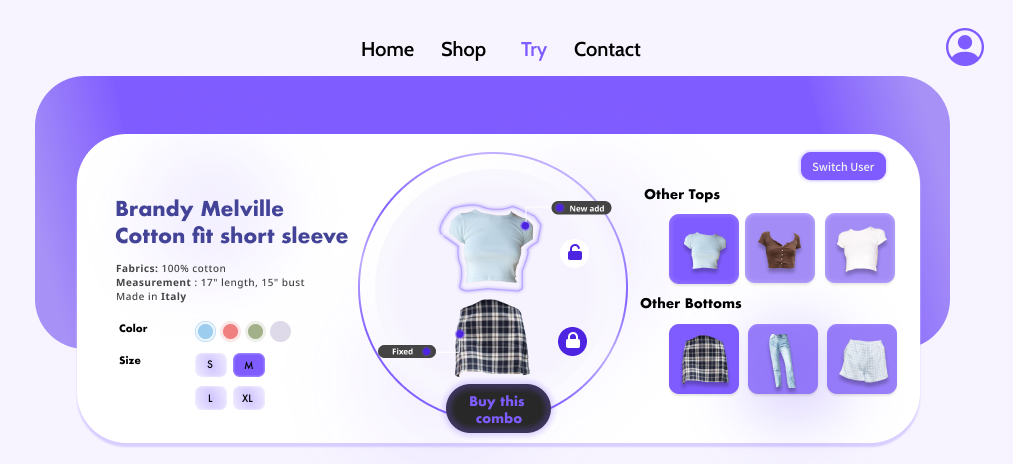 Home Shop Try Contact
Switch User
Brandy Melville
Cotton fit short sleeve
Fabrics: 100% cotton
Measurement : 17" length, 15" bust
Made in Italy
Color
Size
S M
L XL
New add
Fixed
Buy this
combo
Other Tops
Other Bottoms